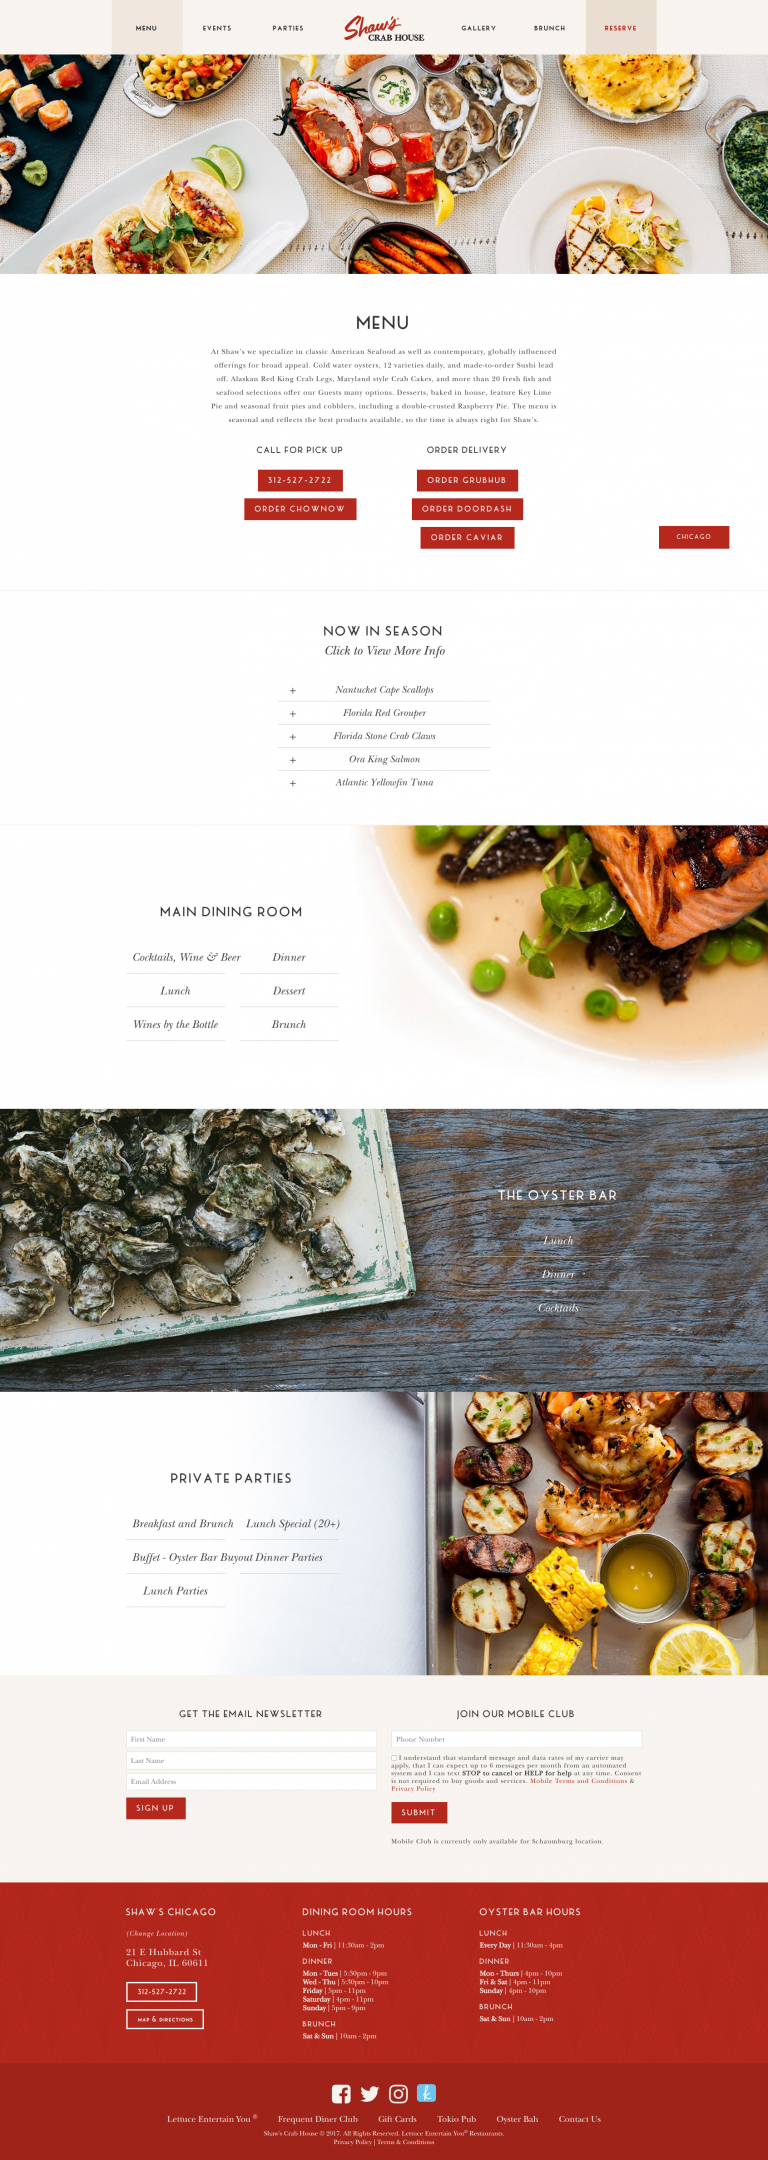 MENU
EVENTS
PARTIES
Shaw's
CRAB HOUSE
GALLERY
BRUNCH
RESERVE
MENU
At Shaw's we specialize in classic American Seafood as well as contemporary, globally influenced
offerings for broad appeal. Cold water oysters, 12 varieties daily, and made-to-order Sushi lead
off. Alaskan Red King Crab Legs, Maryland style Crab Cakes, and more than 20 fresh fish and
seafood selections offer our Guests many options. Desserts, baked in house, feature Key Lime
Pie and seasonal fruit pies and cobblers, including a double-crusted Raspberry Pie. The menu is
seasonal and reflects the best products available, so the time is always right for Shaw's.
CALL FOR PICK UP
312-527-2722
ORDER CHOWNOW
ORDER DELIVERY
ORDER GRUBHUB
ORDER DOORDASH
ORDER CAVIAR
CHICAGO
NOW IN SEASON
Click to View More Info
+ Nantucket Cape Scallops
+ Florida Red Grouper
+ Florida Stone Crab Claws
+ Ora King Salmon
+ Atlantic Yellowfin Tuna
MAIN DINING ROOM
Cocktails, Wine & Beer
Dinner
Lunch
Dessert
Wines by the Bottle
Brunch
THE OYSTER BAR
Lunch
Dinner
Cocktails
PRIVATE PARTIES
Breakfast and Brunch
Lunch Special (20+)
Buffet - Oyster Bar Buyout
Dinner Parties
Lunch Parties
GET THE EMAIL NEWSLETTER
First Name
Last Name
Email Address
SIGN UP
JOIN OUR MOBILE CLUB
Phone Number
I understand that standard message and data rates of my carrier may
apply, that I can expect up to 6 messages per month from an automated
system and I can text STOP to cancel or HELP for help at any time. Consent
is not required to buy goods and services. Mobile Terms and Conditions &
Privacy Policy
SUBMIT
Mobile Club is currently only available for Schaumburg location.
SHAW'S CHICAGO
(Change Location)
21 E Hubbard St
Chicago, IL 60611
312-527-2722
MAP & DIRECTIONS
DINING ROOM HOURS
LUNCH
Mon - Fri | 11:30am - 2pm
DINNER
Mon - Tues | 5:30pm - 9pm
Wed - Thu | 5:30pm - 10pm
Friday | 5pm - 11pm
Saturday | 4pm - 11pm
Sunday | 5pm - 9pm
BRUNCH
Sat & Sun | 10am - 2pm
OYSTER BAR HOURS
LUNCH
Every Day | 11:30am - 4pm
DINNER
Mon - Thurs | 4pm - 10pm
Fri & Sat | 4pm - 11pm
Sunday | 4pm - 10pm
BRUNCH
Sat & Sun | 10am - 2pm
Lettuce Entertain You ®
Frequent Diner Club
Gift Cards
Tokio Pub
Oyster Bah
Contact Us
Shaw's Crab House © 2017. All Rights Reserved. Lettuce Entertain You® Restaurants.
Privacy Policy | Terms & Conditions